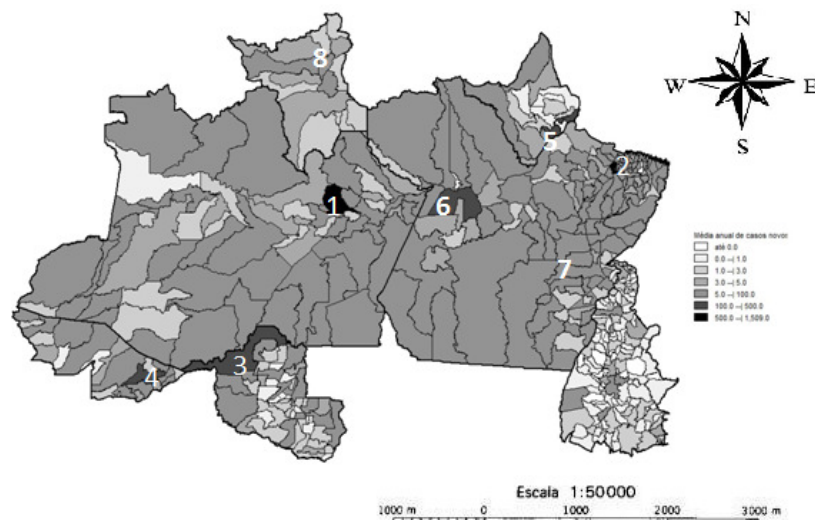 N
W E
S
8
5
2
1
6
7
3
4
Média anual de casos novos
até 0.0
0.0 --| 1.0
1.0 --| 3.0
3.0 --| 5.0
5.0 --| 100.0
100.0 --| 500.0
500.0 --| 1,509.0
Escala 1:50000
1000 m 0 1000 2000 3000 m